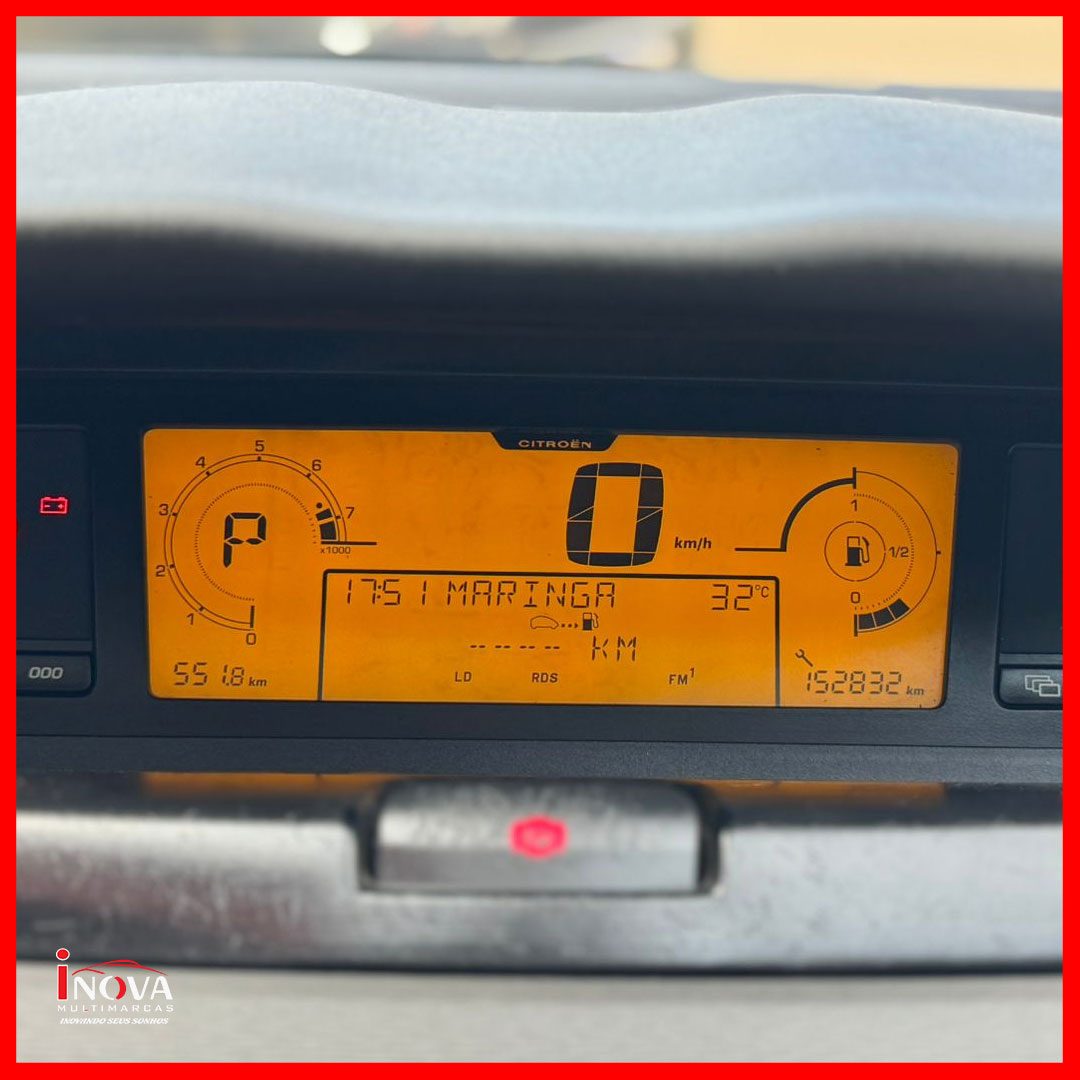 CITROËN
5
4
6
3
7
P
x1000
2
1
0
0
km/h
1
1/2
0
17:51 MARINGA 32°C
---- KM
LD RDS FM1
551.8 km
152832 km
000
iNOVA
MULTIMARCAS
INOVANDO SEUS SONHOS